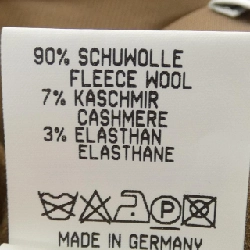 90% SCHUWOLLE
FLEECE WOOL
7% KASCHMIR
CASHMERE
3% ELASTHAN
ELASTHANE
P
MADE IN GERMANY